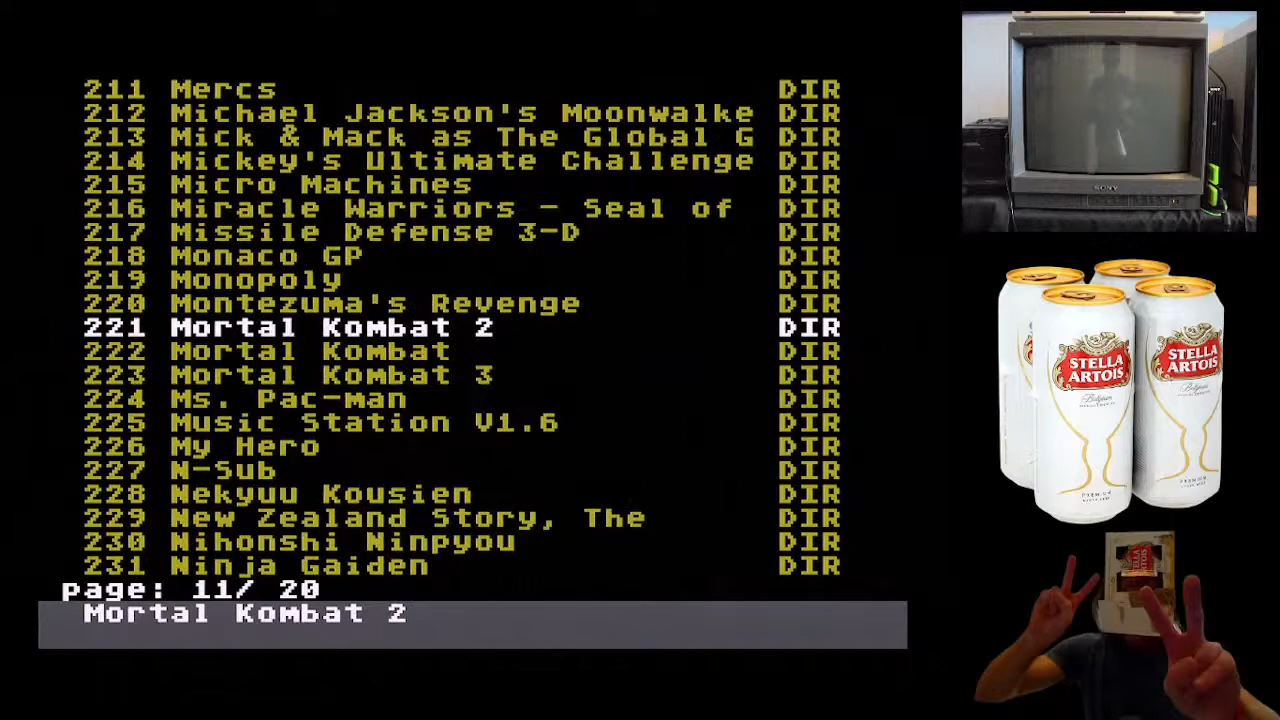 211 Mercs DIR
212 Michael Jackson's Moonwalke DIR
213 Mick & Mack as The Global G DIR
214 Mickey's Ultimate Challenge DIR
215 Micro Machines DIR
216 Miracle Warriors - Seal of DIR
217 Missile Defense 3-D DIR
218 Monaco GP DIR
219 Monopoly DIR
220 Montezuma's Revenge DIR
221 Mortal Kombat 2 DIR
222 Mortal Kombat DIR
223 Mortal Kombat 3 DIR
224 Ms. Pac-man DIR
225 Music Station V1.6 DIR
226 My Hero DIR
227 N-Sub DIR
228 Nekyuu Kousien DIR
229 New Zealand Story, The DIR
230 Nihonshi Ninpyou DIR
231 Ninja Gaiden DIR
page: 11/ 20
Mortal Kombat 2
SONY
STELLA
ARTOIS
STELLA
ARTOIS